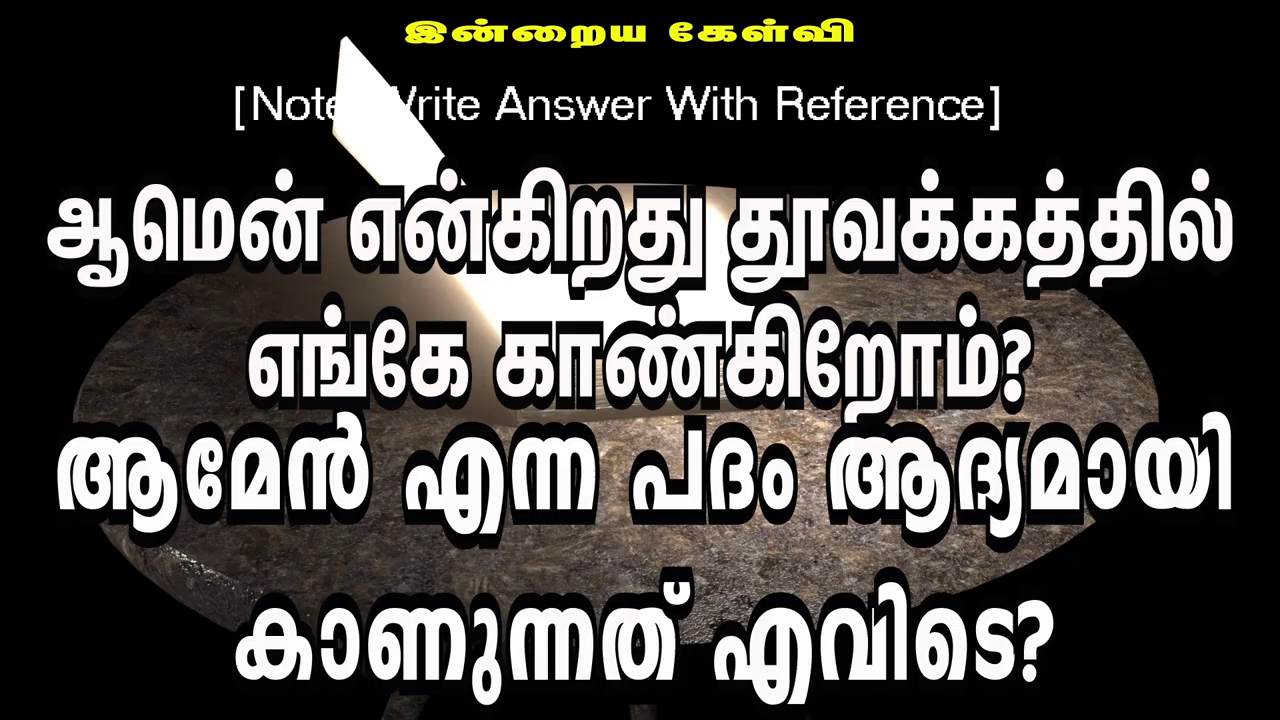 இன்றைய கேள்வி
[Note Write Answer With Reference]
ஆமென் என்கிறது தூவக்கத்தில்
எங்கே காண்கிறோம்?
ആമേൻ എന്ന പദം ആദ്യമായി
കാണുന്നത് എവിടെ?